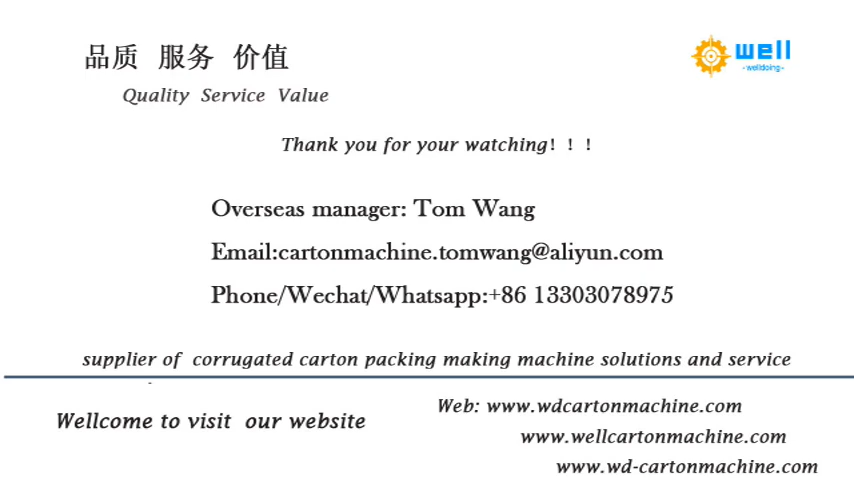 品质 服务 价值
well
-welldoing-
Quality Service Value
Thank you for your watching！！！
Overseas manager: Tom Wang
Email:cartonmachine.tomwang@aliyun.com
Phone/Wechat/Whatsapp:+86 13303078975
supplier of corrugated carton packing making machine solutions and service
Wellcome to visit our website
Web: www.wdcartonmachine.com
www.wellcartonmachine.com
www.wd-cartonmachine.com